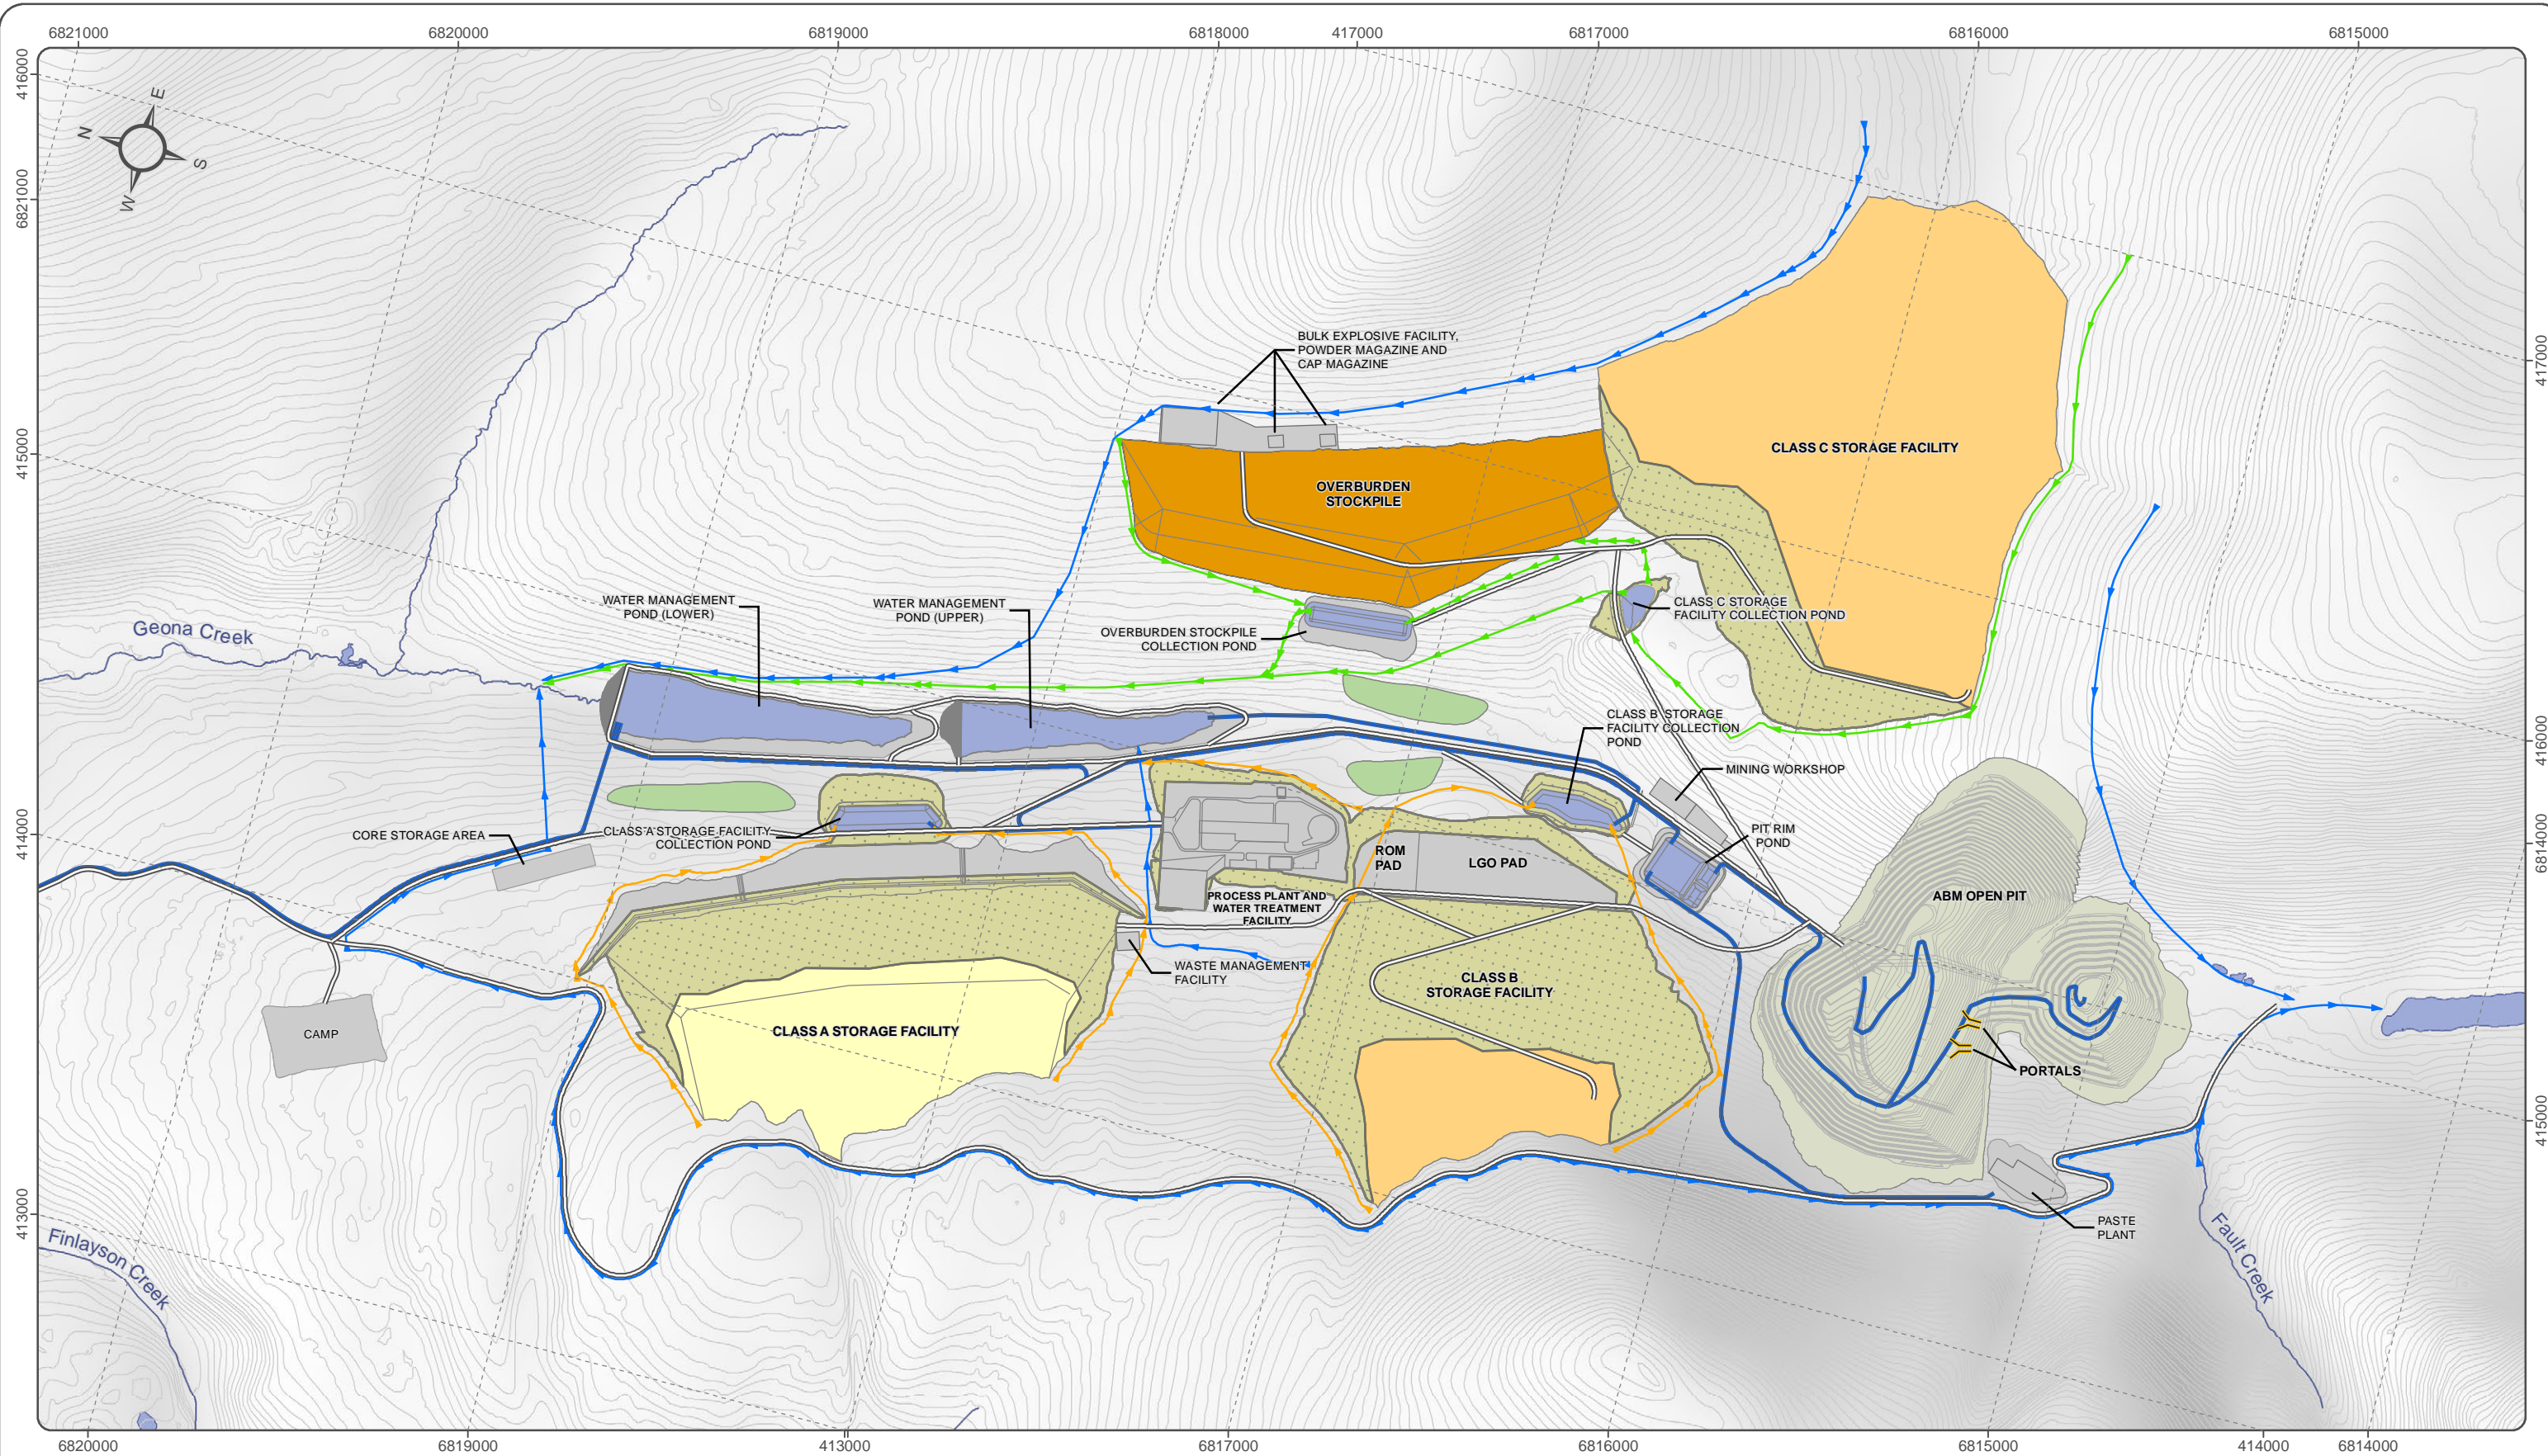 6821000
6820000
6819000
6818000
417000
6817000
6816000
6815000
416000
6821000
415000
414000
413000
E
N
S
W
BULK EXPLOSIVE FACILITY,
POWDER MAGAZINE AND
CAP MAGAZINE
417000
CLASS C STORAGE FACILITY
OVERBURDEN
STOCKPILE
WATER MANAGEMENT
POND (LOWER)
WATER MANAGEMENT
POND (UPPER)
CLASS C STORAGE
FACILITY COLLECTION POND
Geona Creek
OVERBURDEN STOCKPILE
COLLECTION POND
CLASS B STORAGE
FACILITY COLLECTION
POND
416000
MINING WORKSHOP
CORE STORAGE AREA
CLASS A STORAGE FACILITY
COLLECTION POND
PIT RIM
POND
6814000
ROM
PAD
LGO PAD
ABM OPEN PIT
PROCESS PLANT AND
WATER TREATMENT
FACILITY
WASTE MANAGEMENT
FACILITY
CLASS B
STORAGE FACILITY
CAMP
CLASS A STORAGE FACILITY
PORTALS
415000
PASTE
PLANT
Finlayson Creek
Fault Creek
6820000
6819000
413000
6817000
6816000
6815000
414000
6814000